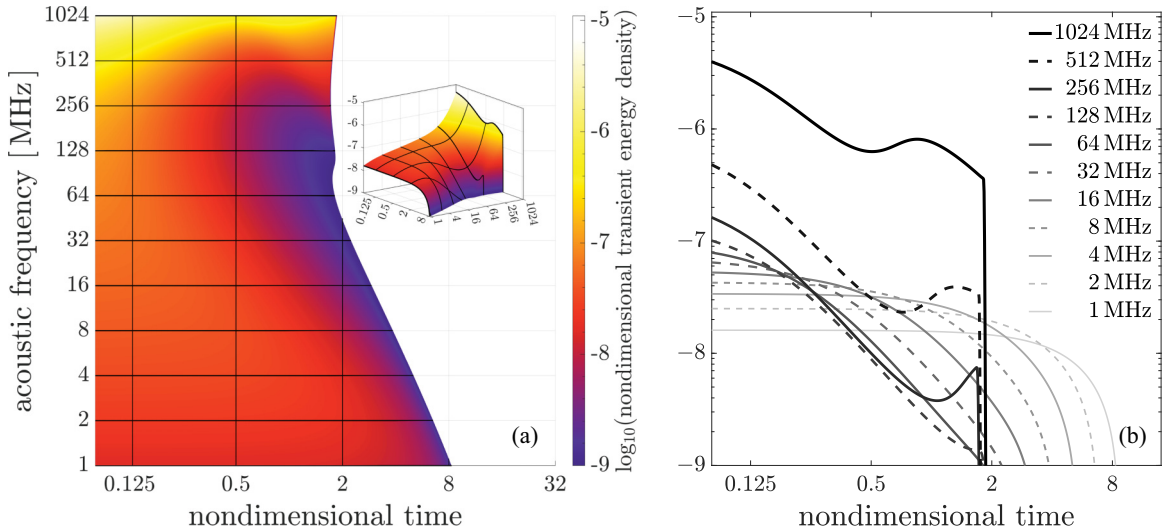 acoustic frequency [MHz]
1024
512
256
128
64
32
16
8
4
2
1
0.125
0.5
2
8
32
nondimensional time
(a)
-5
-6
-7
-8
-9
0.125
0.5
2
8
1
4
16
64
256
1024
−5
−6
−7
−8
−9
log10(nondimensional transient energy density)
−5
−6
−7
−8
−9
0.125
0.5
2
8
nondimensional time
(b)
1024 MHz
512 MHz
256 MHz
128 MHz
64 MHz
32 MHz
16 MHz
8 MHz
4 MHz
2 MHz
1 MHz